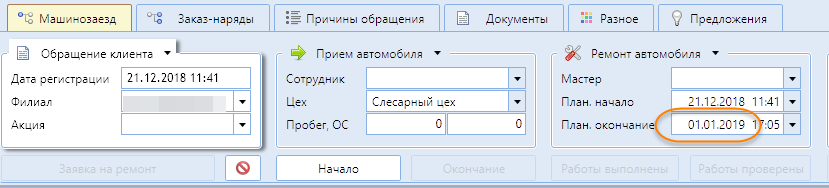 Машинозаезд Заказ-наряды Причины обращения Документы Разное Предложения
Обращение клиента Прием автомобиля Ремонт автомобиля
Дата регистрации 21.12.2018 11:41 Сотрудник Мастер
Филиал Цех Слесарный цех План. начало 21.12.2018 11:41
Акция Пробег, ОС 0 0 План. окончание 01.01.2019 17:05
Заявка на ремонт Начало Окончание Работы выполнены Работы проверены